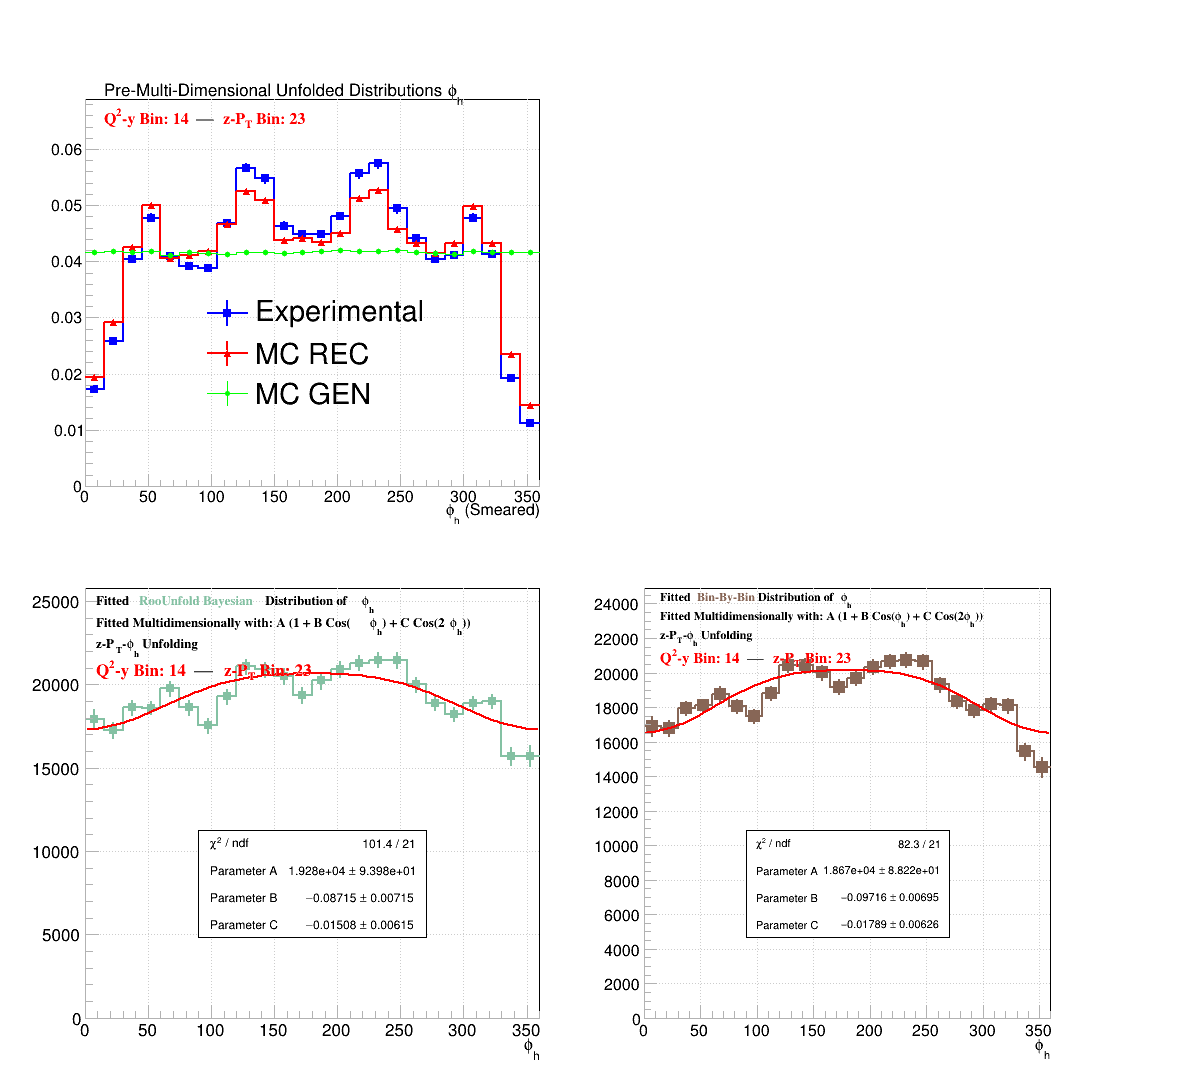 Pre-Multi-Dimensional Unfolded Distributions ϕh
Q2-y Bin: 14 — z-PT Bin: 23
0.06
0.05
0.04
0.03
0.02
0.01
0
Experimental
MC REC
MC GEN
0 50 100 150 200 250 300 350
ϕh (Smeared)
Fitted RooUnfold Bayesian Distribution of ϕh
Fitted Multidimensionally with: A (1 + B Cos( ϕh) + C Cos(2 ϕh))
z-PT-ϕh Unfolding
Q2-y Bin: 14 — z-PT Bin: 23
25000
20000
15000
10000
5000
0
χ2 / ndf 101.4 / 21
Parameter A 1.928e+04 ± 9.398e+01
Parameter B −0.08715 ± 0.00715
Parameter C −0.01508 ± 0.00615
0 50 100 150 200 250 300 350
ϕh
Fitted Bin-By-Bin Distribution of ϕh
Fitted Multidimensionally with: A (1 + B Cos(ϕh) + C Cos(2ϕh))
z-PT-ϕh Unfolding
Q2-y Bin: 14 — z-PT Bin: 23
24000
22000
20000
18000
16000
14000
12000
10000
8000
6000
4000
2000
0
χ2 / ndf 82.3 / 21
Parameter A 1.867e+04 ± 8.822e+01
Parameter B −0.09716 ± 0.00695
Parameter C −0.01789 ± 0.00626
0 50 100 150 200 250 300 350
ϕh